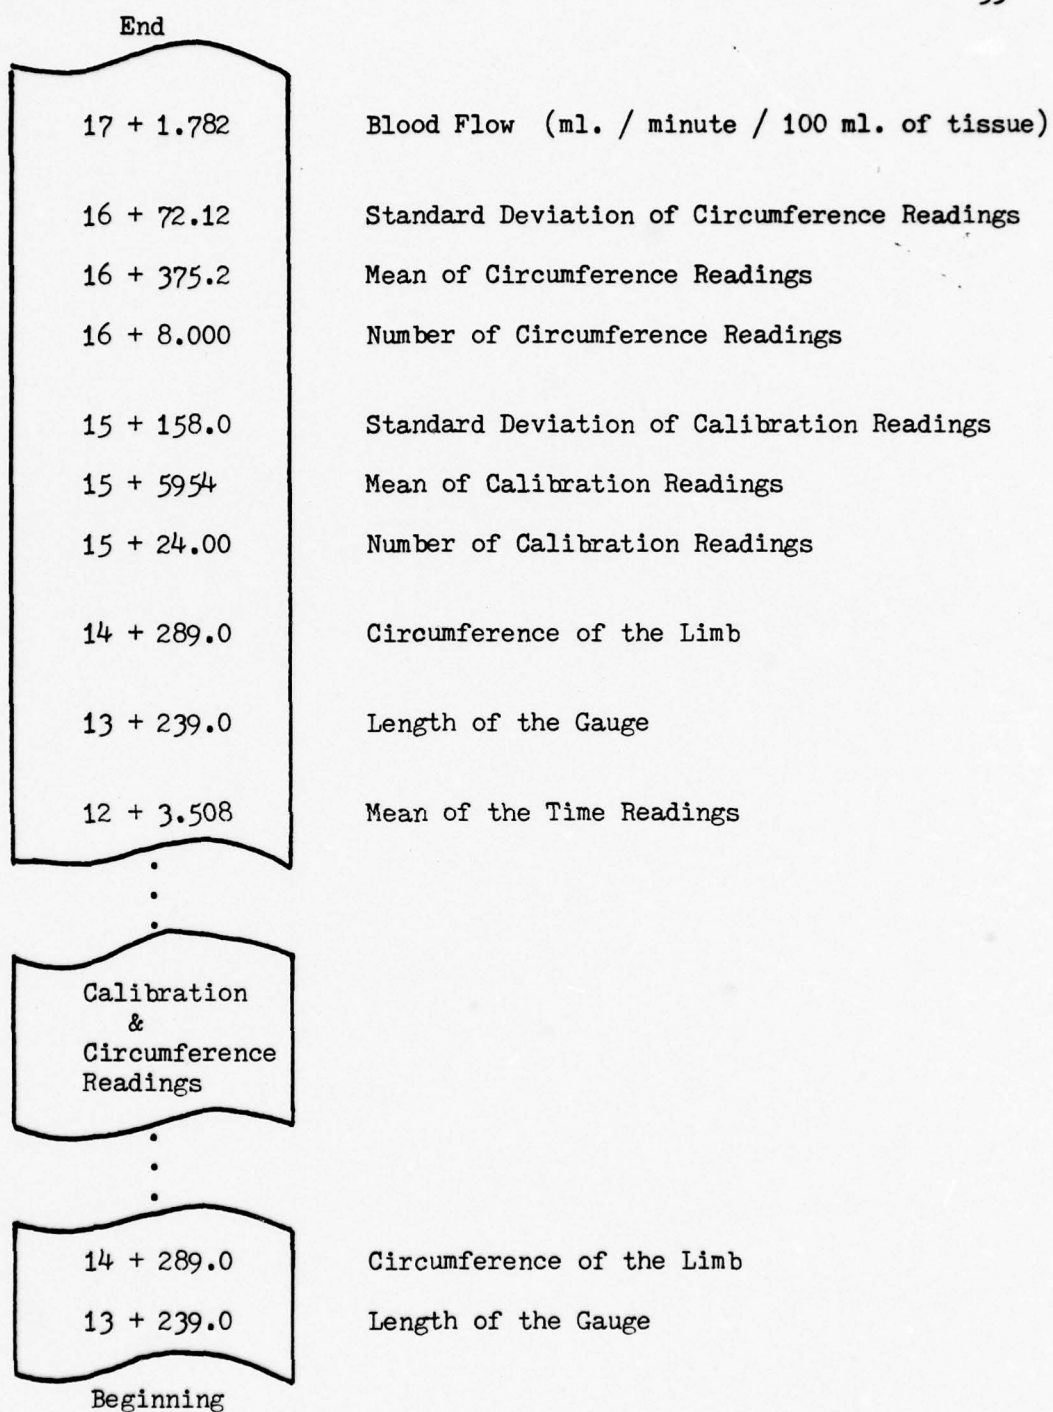 End
17 + 1.782 Blood Flow (ml. / minute / 100 ml. of tissue)
16 + 72.12 Standard Deviation of Circumference Readings
16 + 375.2 Mean of Circumference Readings
16 + 8.000 Number of Circumference Readings
15 + 158.0 Standard Deviation of Calibration Readings
15 + 5954 Mean of Calibration Readings
15 + 24.00 Number of Calibration Readings
14 + 289.0 Circumference of the Limb
13 + 239.0 Length of the Gauge
12 + 3.508 Mean of the Time Readings
Calibration
&
Circumference
Readings
14 + 289.0 Circumference of the Limb
13 + 239.0 Length of the Gauge
Beginning